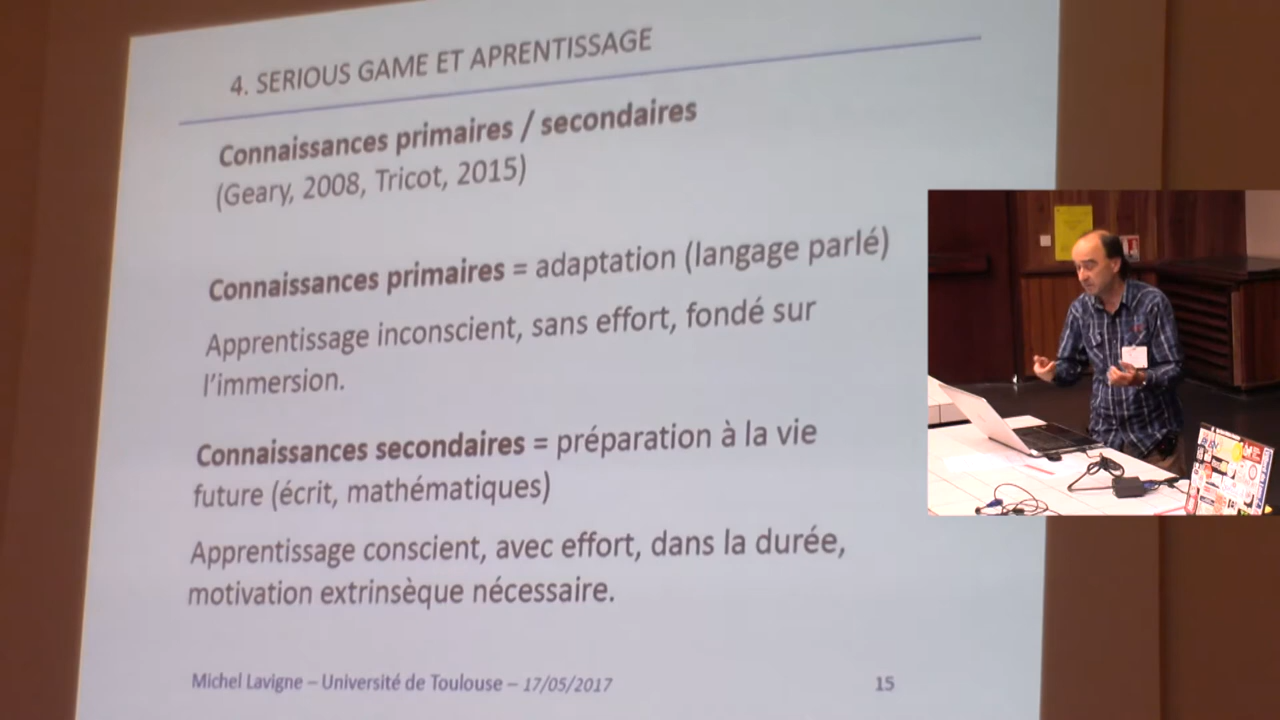 4. SERIOUS GAME ET APRENTISSAGE
Connaissances primaires / secondaires
(Geary, 2008, Tricot, 2015)
Connaissances primaires = adaptation (langage parlé)
Apprentissage inconscient, sans effort, fondé sur
l'immersion.
Connaissances secondaires = préparation à la vie
future (écrit, mathématiques)
Apprentissage conscient, avec effort, dans la durée,
motivation extrinsèque nécessaire.
Michel Lavigne – Université de Toulouse – 17/05/2017
15